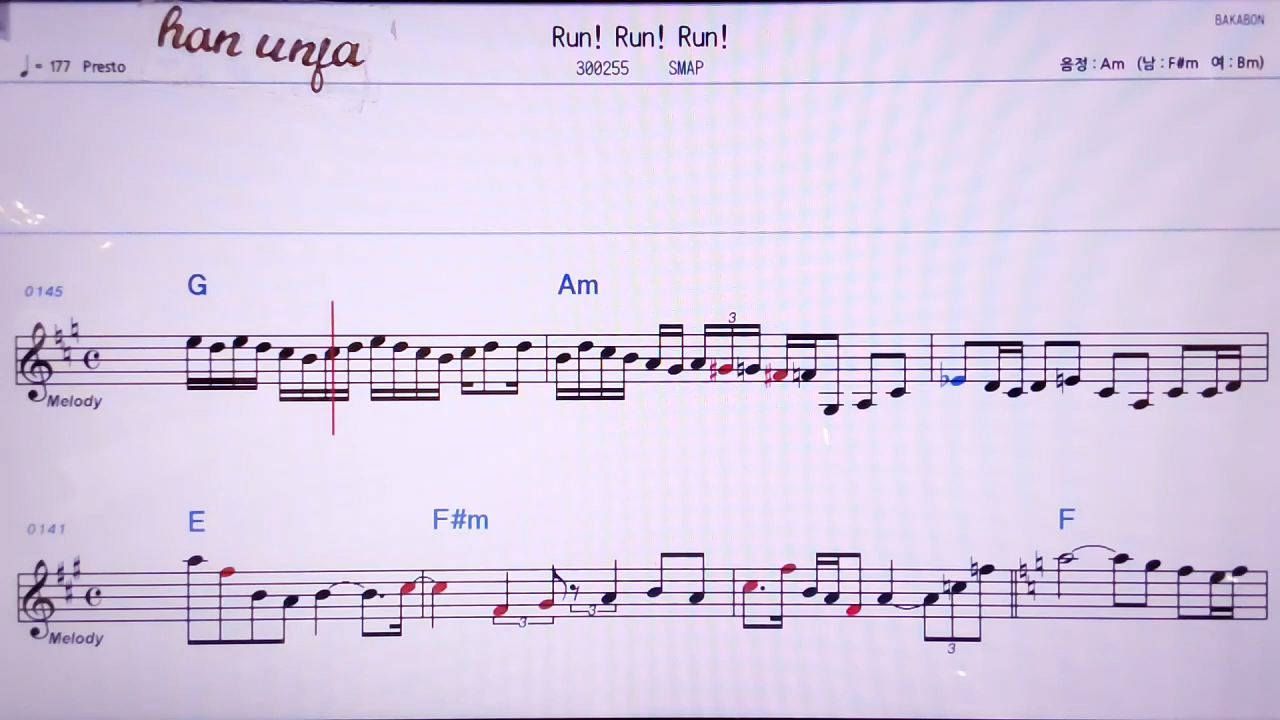 han unfa
Run! Run! Run!
BAKABON
♩= 177 Presto
300255 SMAP
음정 : Am (남 : F#m 여 : Bm)
0145
G
Am
3
Melody
0141
E
F#m
F
3
3
3
Melody